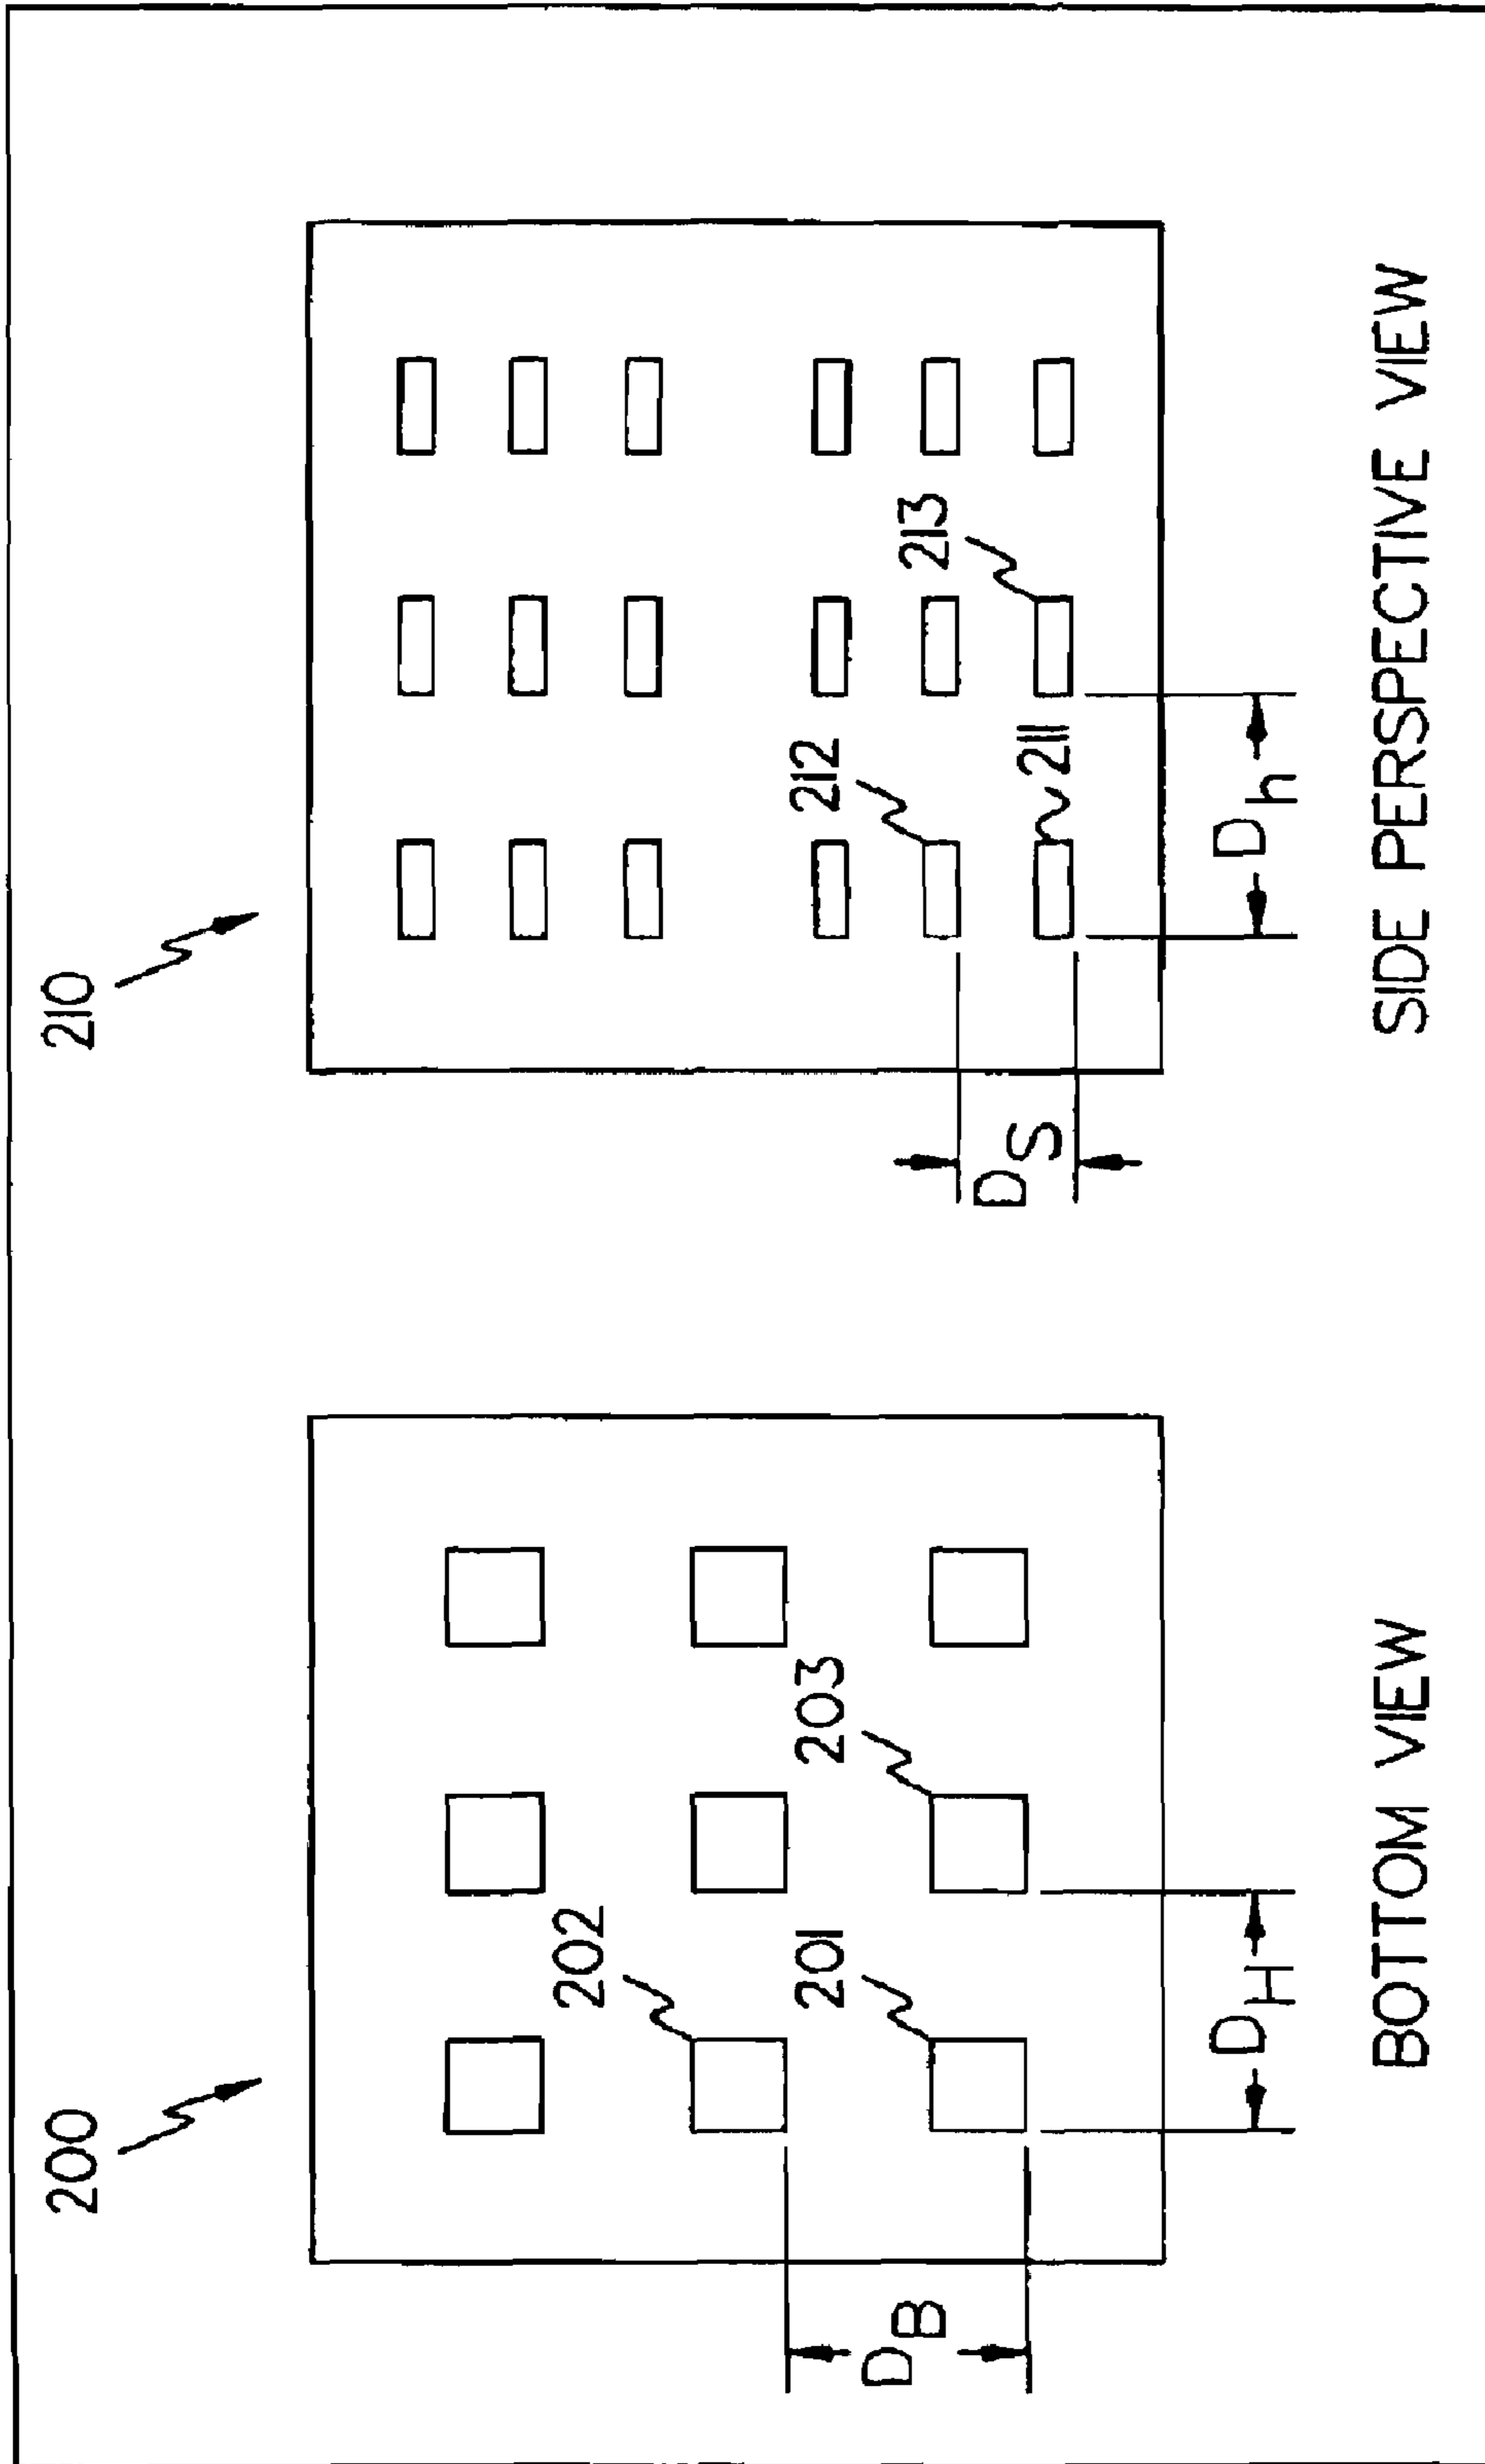 200
202
201
203
D_B
D_H
BOTTOM VIEW
210
212
211
213
D_S
D_h
SIDE PERSPECTIVE VIEW